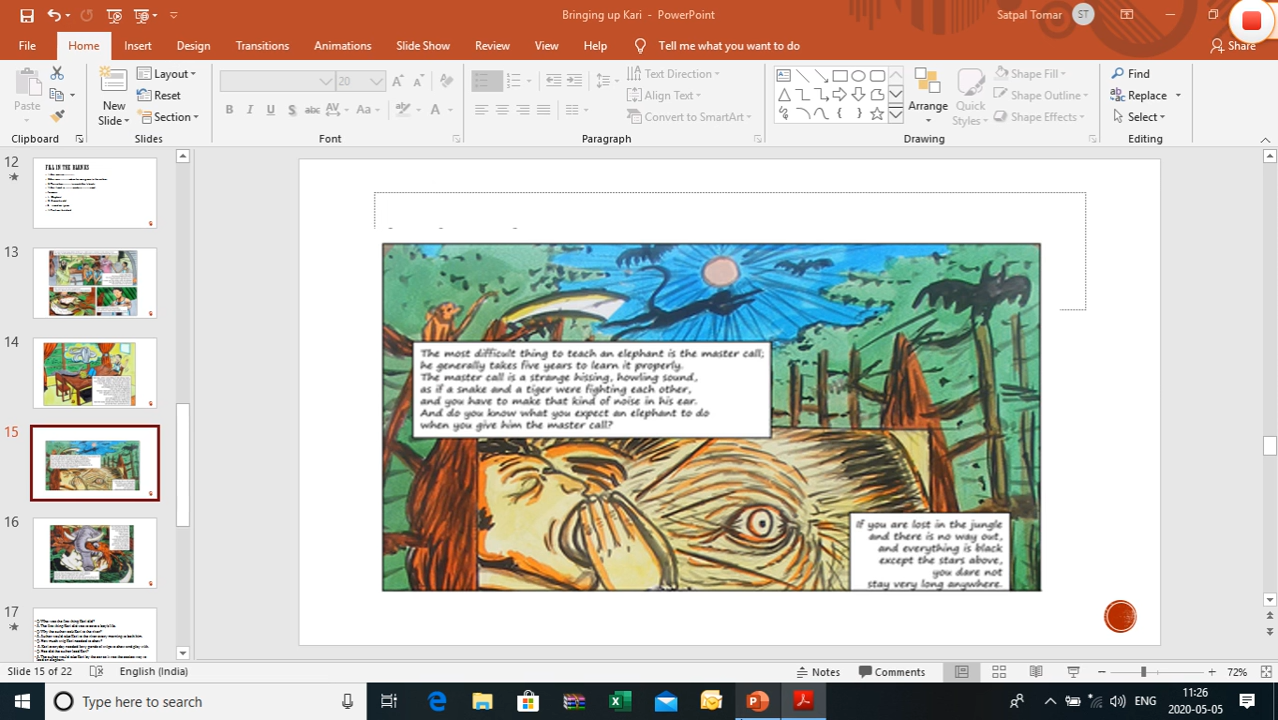 Bringing up Kari - PowerPoint
Satpal Tomar ST
File Home Insert Design Transitions Animations Slide Show Review View Help Tell me what you want to do Share
Paste
New Slide
Layout
Reset
Section
20
B I U S abc AV Aa A
Text Direction
Align Text
Convert to SmartArt
Arrange
Quick Styles
Shape Fill
Shape Outline
Shape Effects
Find
Replace
Select
Clipboard Slides Font Paragraph Drawing Editing
12
FILL IN THE BLANKS
13
14
15
16
17
The most difficult thing to teach an elephant is the master call;
he generally takes five years to learn it properly.
The master call is a strange hissing, howling sound,
as if a snake and a tiger were fighting each other,
and you have to make that kind of noise in his ear.
And do you know what you expect an elephant to do
when you give him the master call?
If you are lost in the jungle
and there is no way out,
and everything is black
except the stars above,
you dare not
stay very long anywhere.
Slide 15 of 22 English (India) Notes Comments 72%
Type here to search
ENG
11:26
2020-05-05